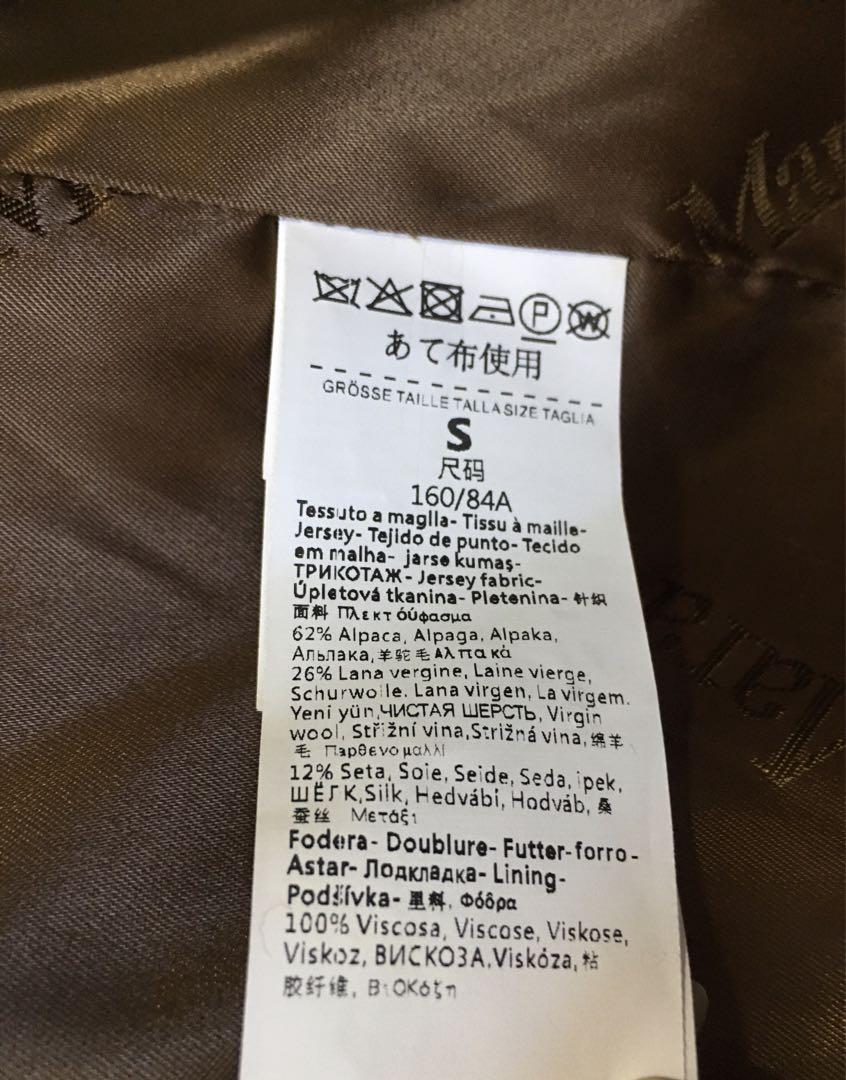 P W
あて布使用
GRÖSSE TAILLE TALLA SIZE TAGLIA
S
尺码
160/84A
Tessuto a maglla- Tissu à maille-
Jersey- Tejido de punto- Tecido
em malha- jarse kumaş-
ТРИКОТАЖ- Jersey fabric-
Úpletová tkanina- Pletenina- 针织
面料 Πλεκτ όύφασμα
62% Alpaca, Alpaga, Alpaka,
Альпака, 羊驼毛 Αλπακά
26% Lana vergine, Laine vierge,
Schurwolle. Lana virgen, La virgem.
Yeni yün,ЧИСТАЯ ШЕРСТЬ, Virgin
wool, Střižní vina,Strižná vina, 绵羊
毛 Παρθενομαλλί
12% Seta, Soie, Seide, Seda, ipek,
ШЁГК,Silk, Hedvábí, Hodváb, 桑
蚕丝 Μετάξι
Fodera- Doublure- Futter-forro-
Astar- Подкладка- Lining-
Podšívka- 里料, Φόδρα
100% Viscosa, Viscose, Viskose,
Viskoz, ВИСКОЗА,Viskóza, 粘
胶纤维, Βισκόζη